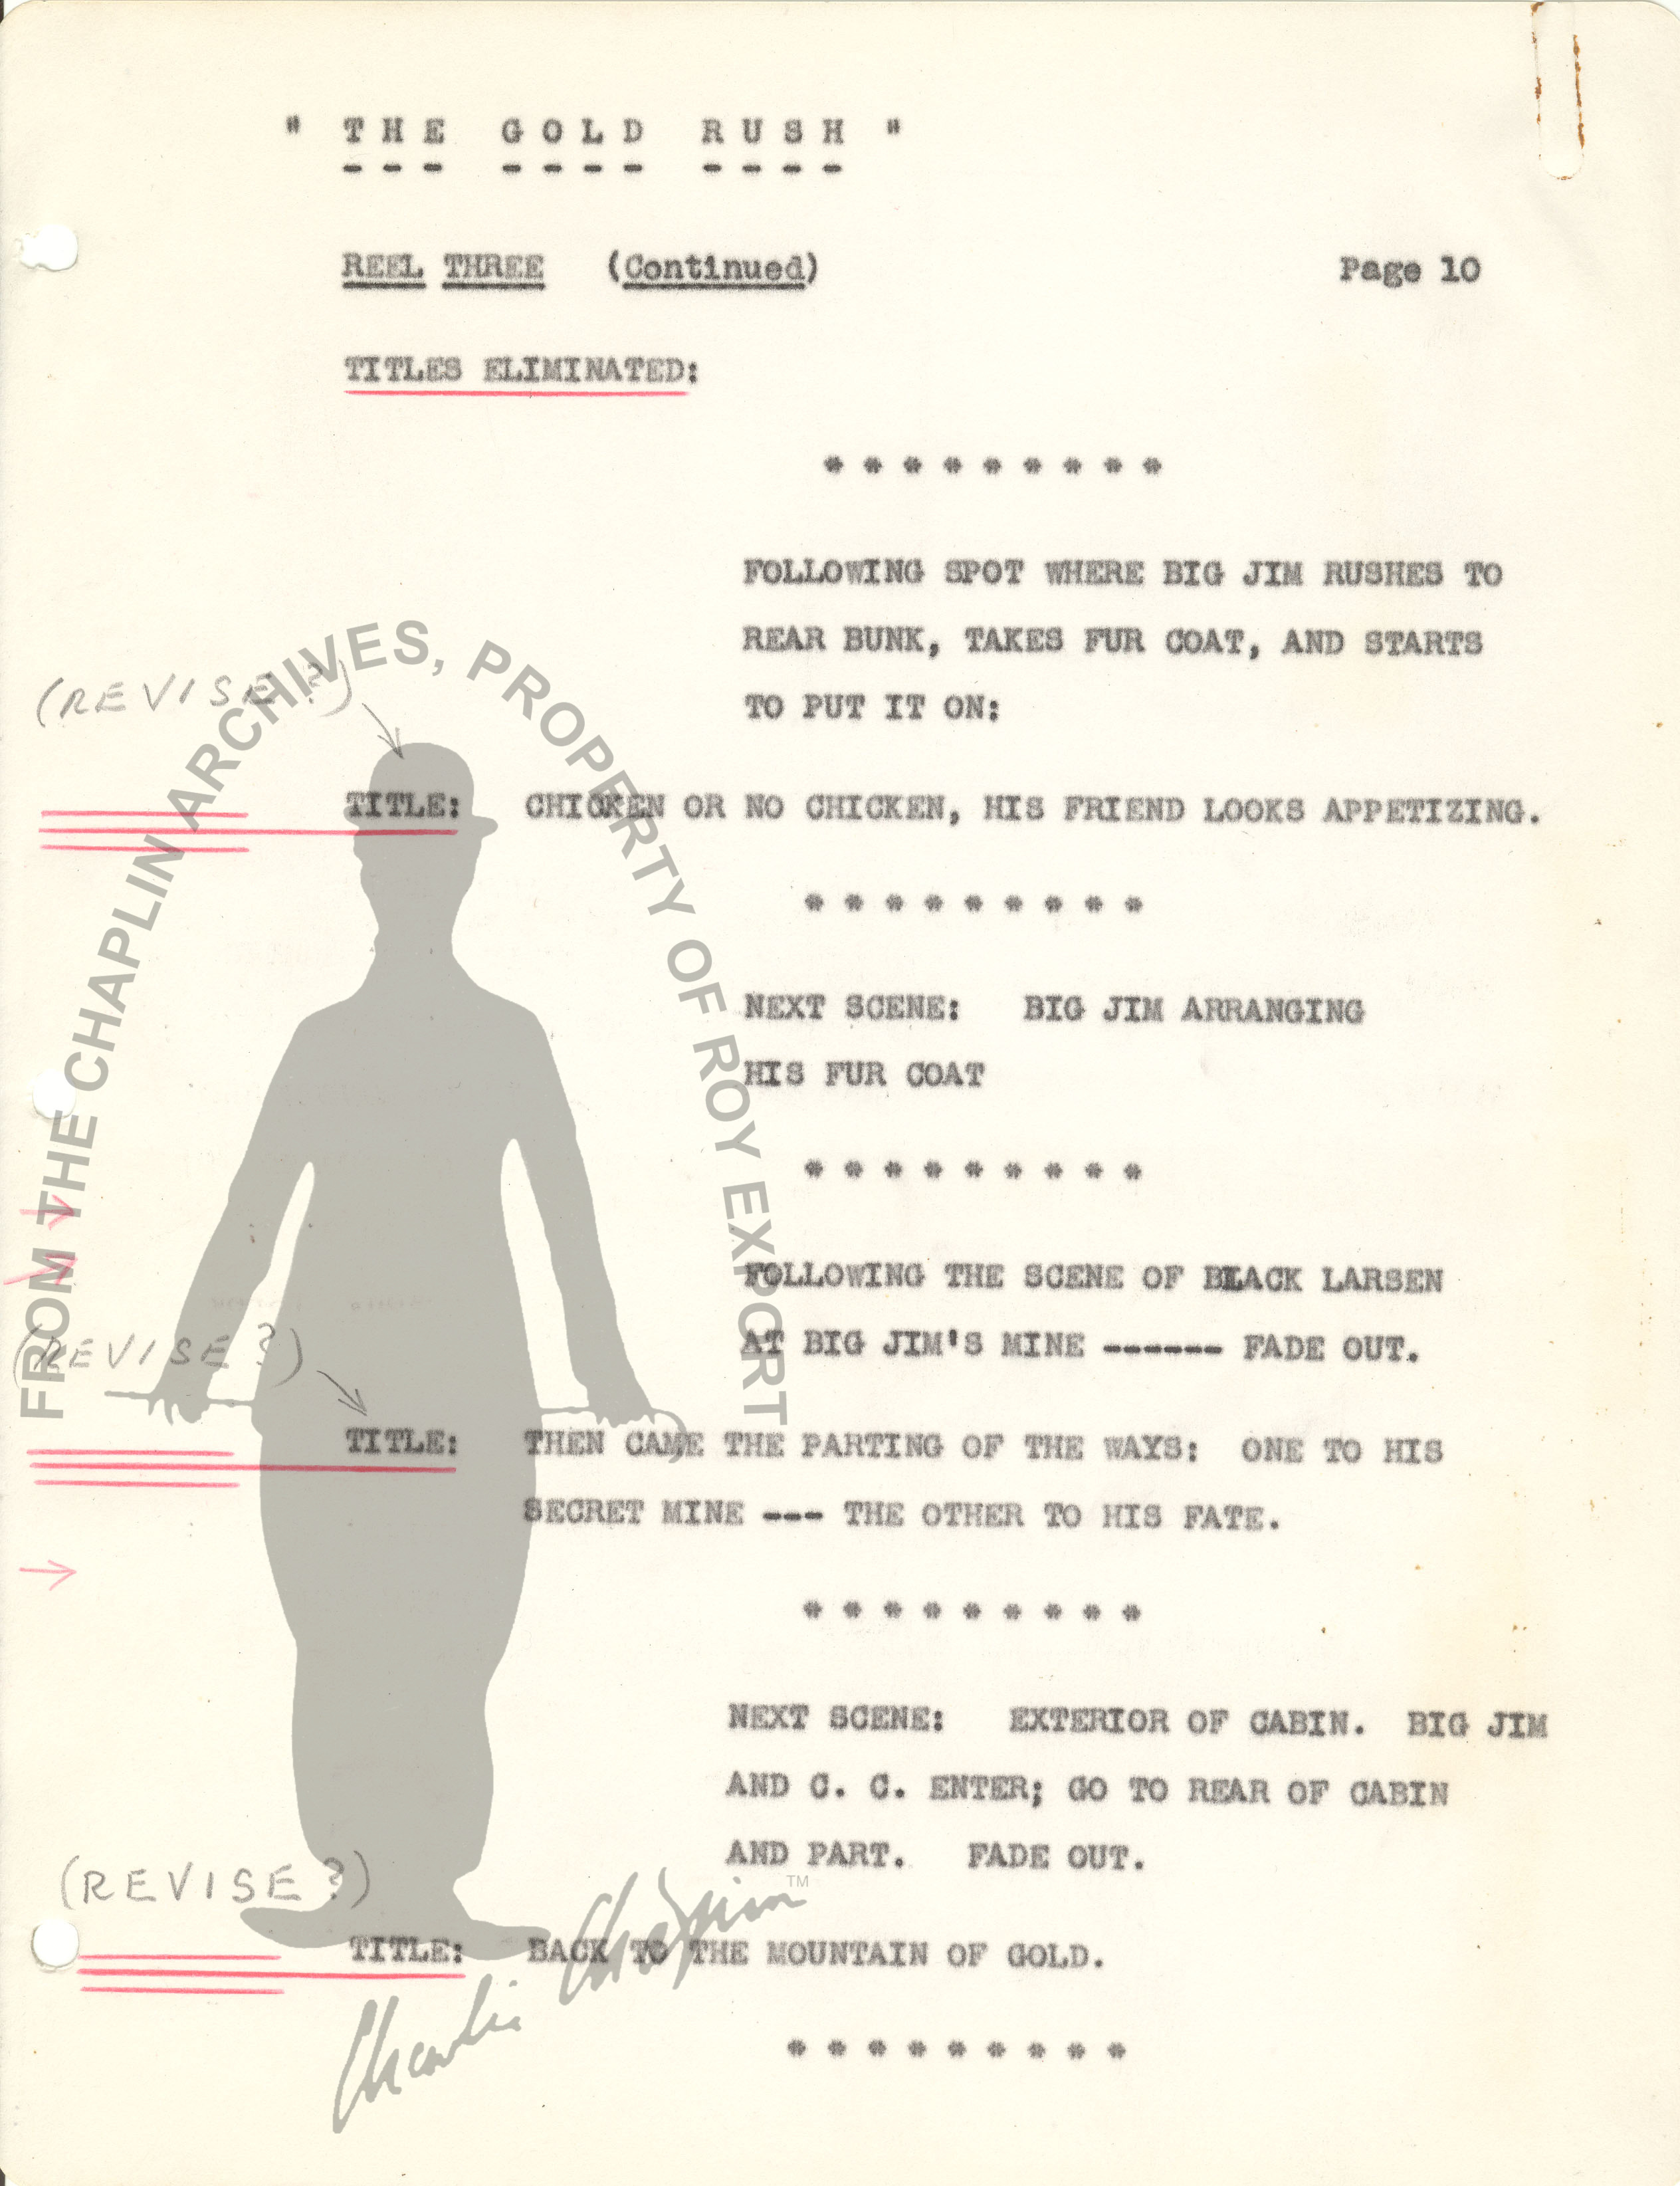 " T H E   G O L D   R U S H "
--- ---- ----
REEL THREE (Continued) Page 10
TITLES ELIMINATED:
* * * * * * * * *
FOLLOWING SPOT WHERE BIG JIM RUSHES TO
REAR BUNK, TAKES FUR COAT, AND STARTS
TO PUT IT ON:
(REVISE?)
TITLE: CHICKEN OR NO CHICKEN, HIS FRIEND LOOKS APPETIZING.
* * * * * * * * *
NEXT SCENE: BIG JIM ARRANGING
HIS FUR COAT
* * * * * * * * *
FOLLOWING THE SCENE OF BLACK LARSEN
AT BIG JIM'S MINE ------ FADE OUT.
(REVISE?)
TITLE: THEN CAME THE PARTING OF THE WAYS: ONE TO HIS
SECRET MINE --- THE OTHER TO HIS FATE.
* * * * * * * * *
NEXT SCENE: EXTERIOR OF CABIN. BIG JIM
AND C. C. ENTER; GO TO REAR OF CABIN
AND PART. FADE OUT.
(REVISE?)
TITLE: BACK TO THE MOUNTAIN OF GOLD.
* * * * * * * * *
FROM THE CHAPLIN ARCHIVES, PROPERTY OF ROY EXPORT
Charlie Chaplin TM